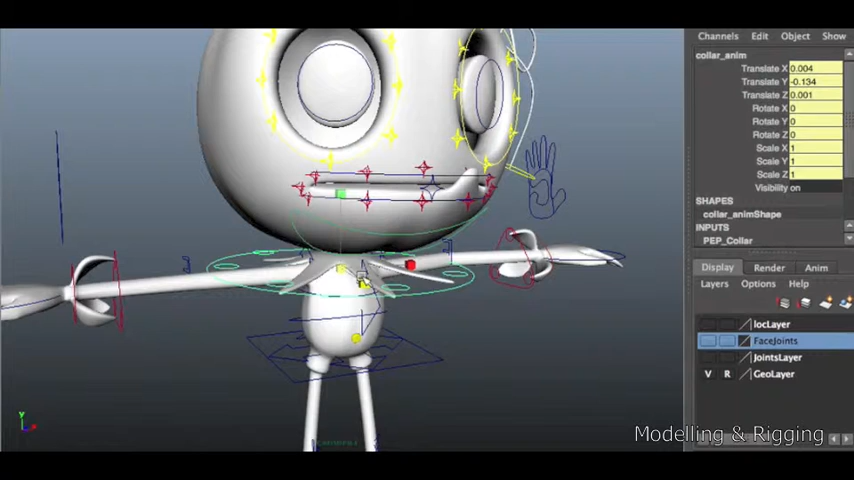 Channels Edit Object Show
collar_anim
Translate X 0.004
Translate Y -0.134
Translate Z 0.001
Rotate X 0
Rotate Y 0
Rotate Z 0
Scale X 1
Scale Y 1
Scale Z 1
Visibility on
SHAPES
collar_animShape
INPUTS
PEP_Collar
Display Render Anim
Layers Options Help
locLayer
FaceJoints
JointsLayer
V R GeoLayer
Modelling & Rigging
y